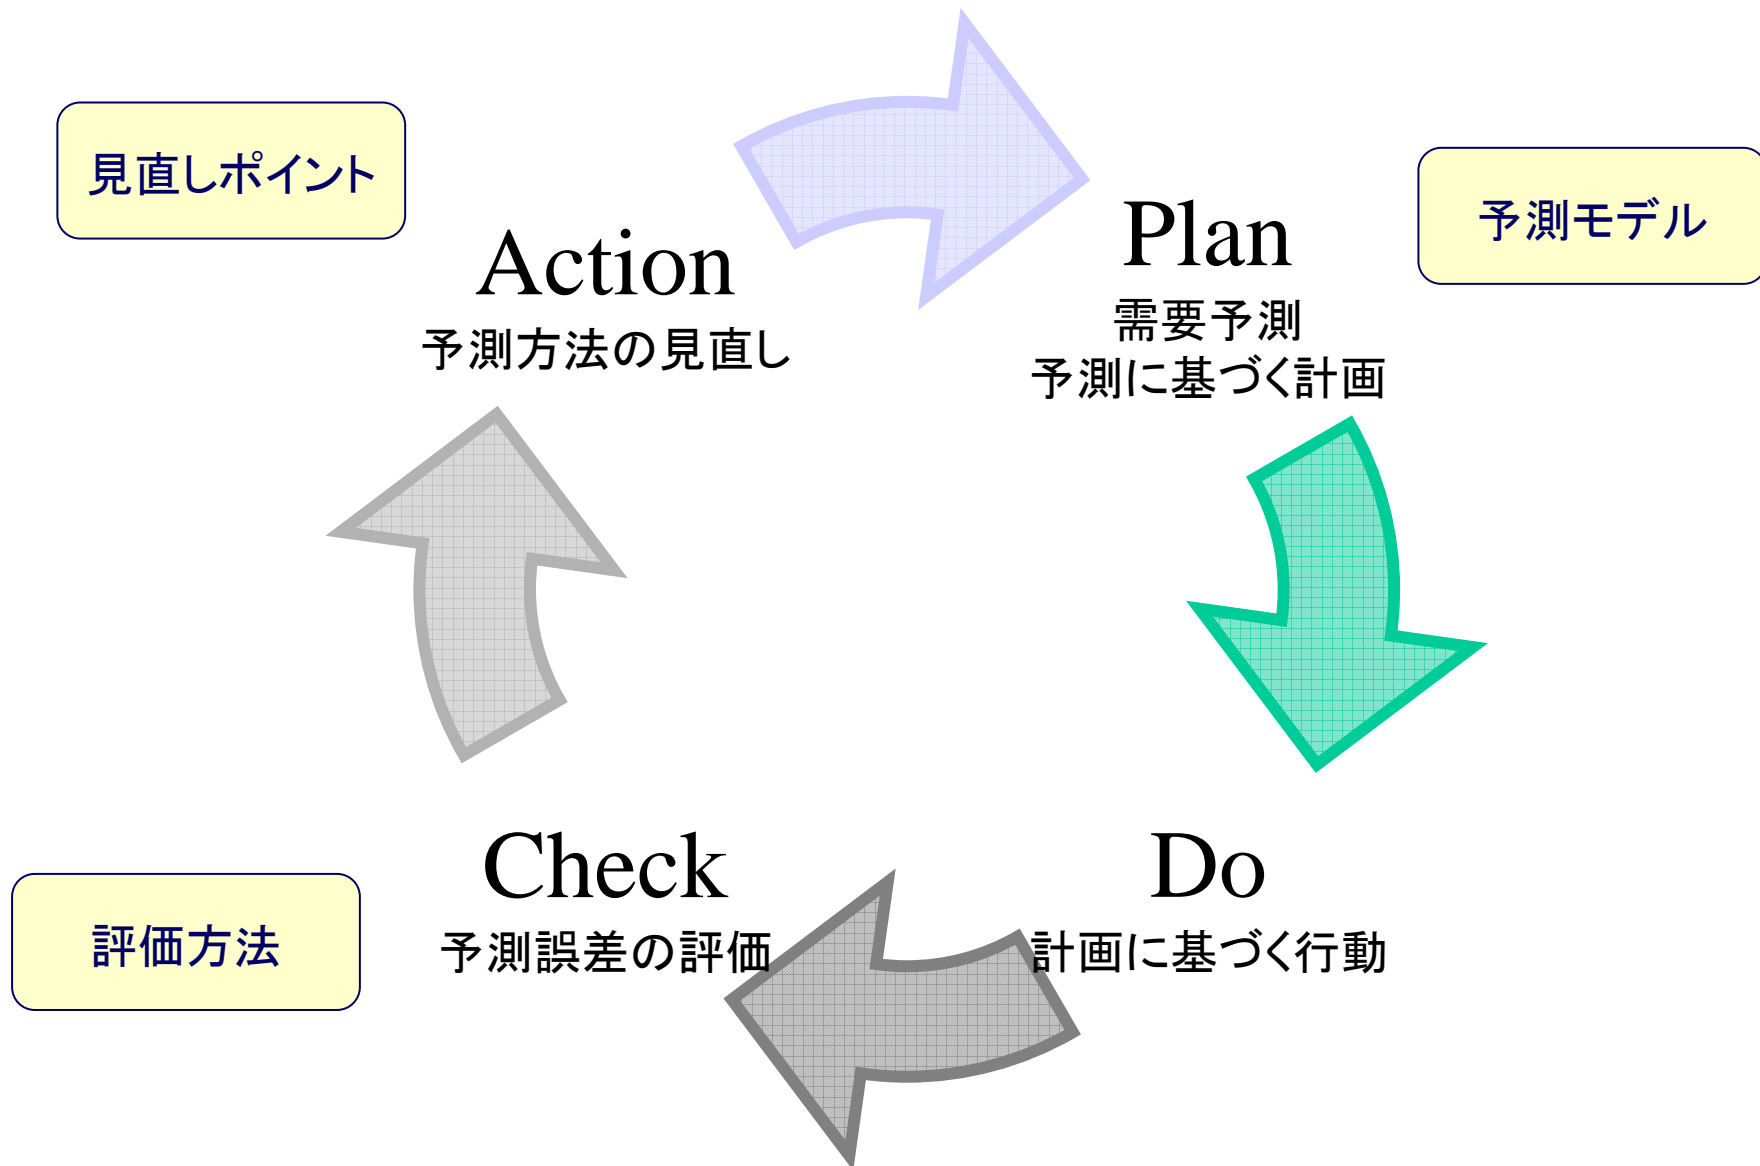 見直しポイント
Action
予測方法の見直し
Plan
需要予測
予測に基づく計画
予測モデル
Check
予測誤差の評価
評価方法
Do
計画に基づく行動